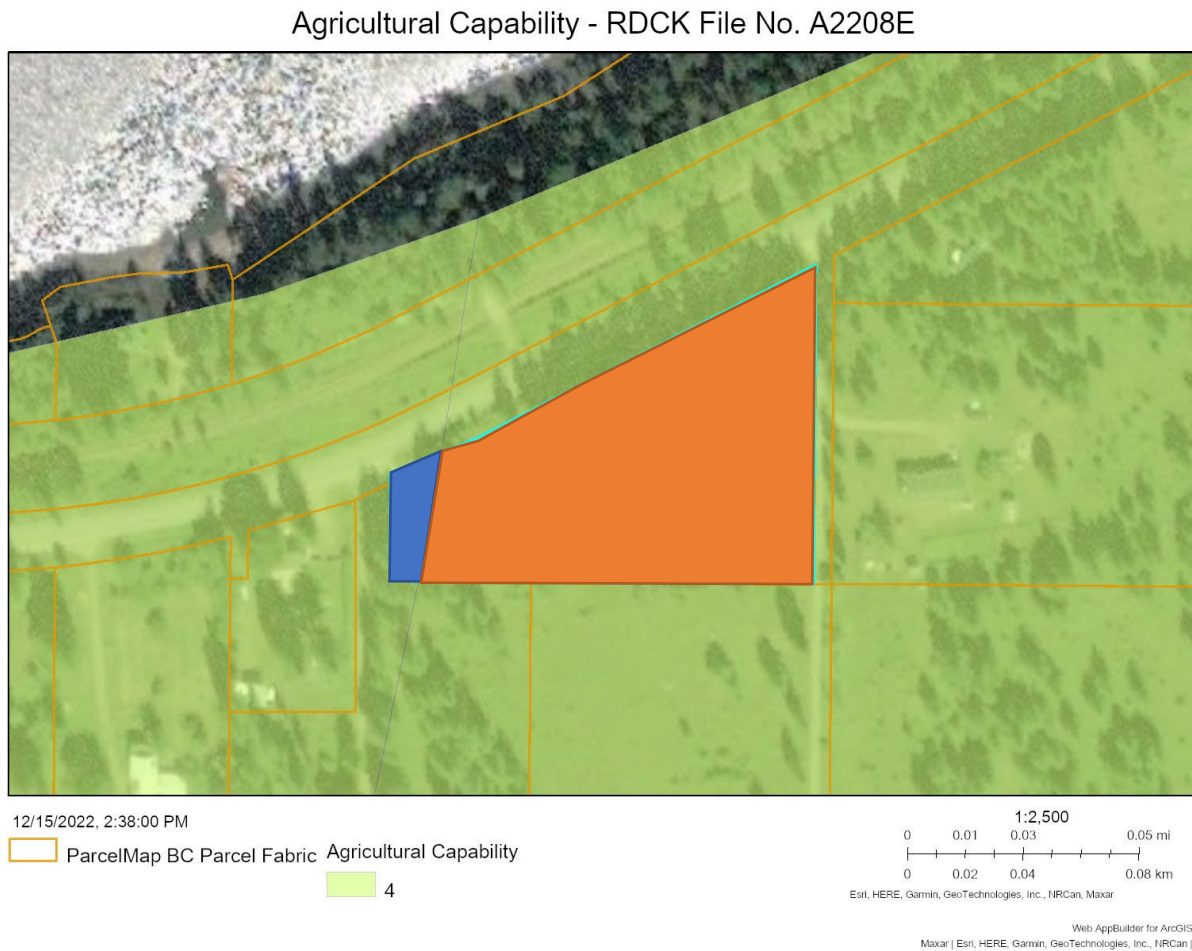 Agricultural Capability - RDCK File No. A2208E
12/15/2022, 2:38:00 PM
ParcelMap BC Parcel Fabric
Agricultural Capability
4
1:2,500
0 0.01 0.03 0.05 mi
0 0.02 0.04 0.08 km
Esri, HERE, Garmin, GeoTechnologies, Inc., NRCan, Maxar
Web AppBuilder for ArcGIS
Maxar | Esri, HERE, Garmin, GeoTechnologies, Inc., NRCan |